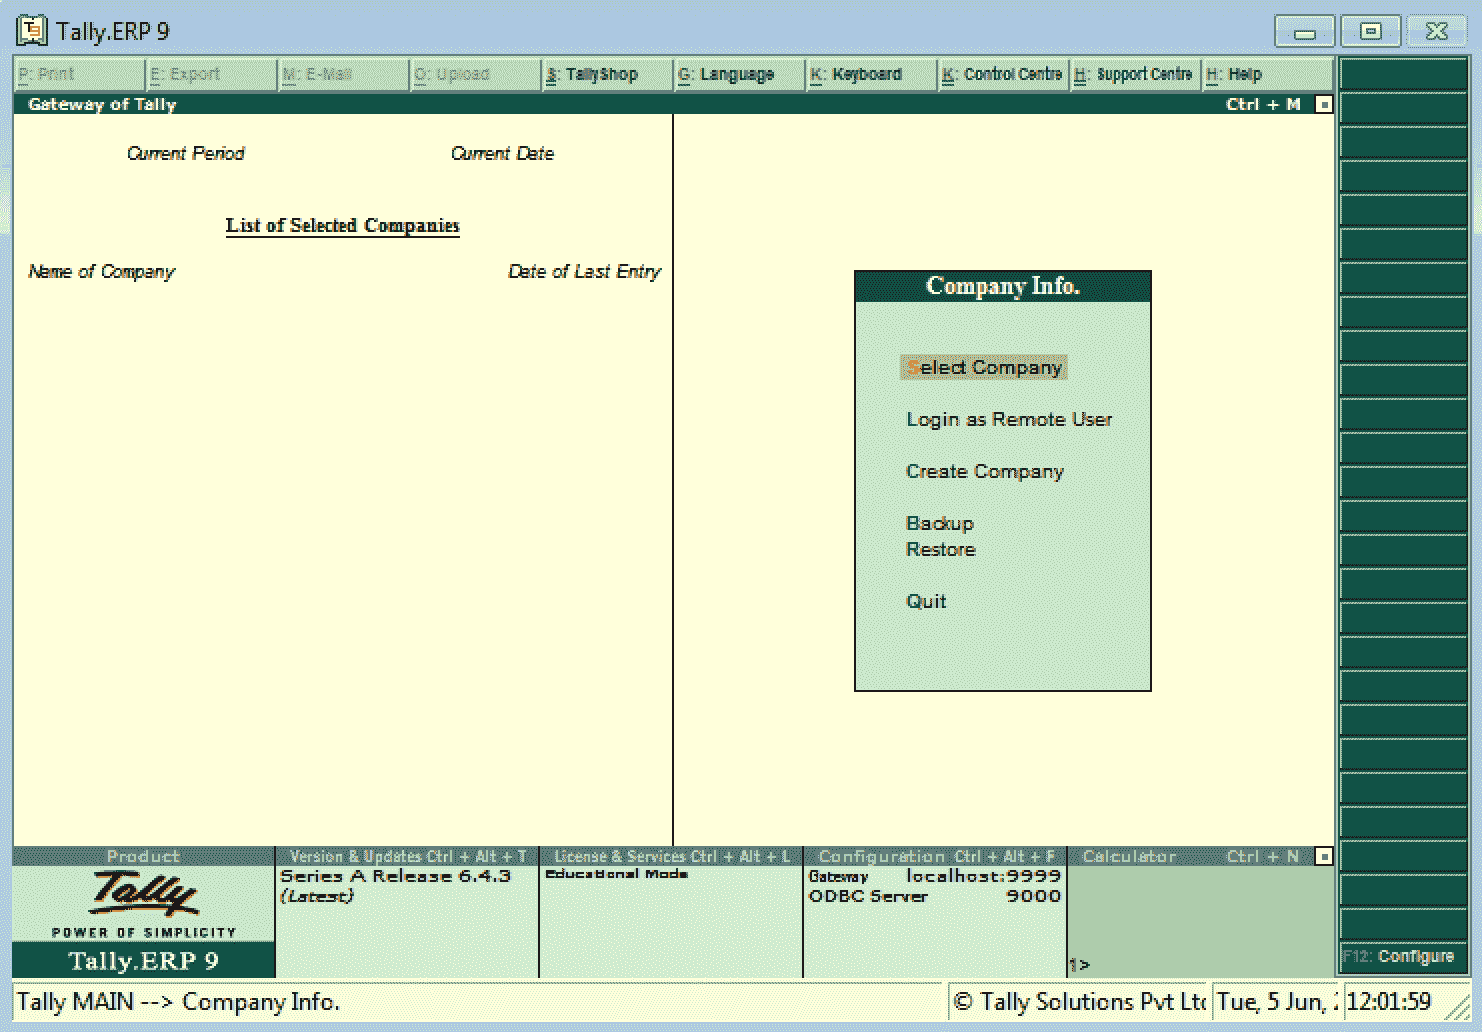 Tally.ERP 9
P: Print E: Export M: E-Mail O: Upload S: TallyShop G: Language K: Keyboard K: Control Centre H: Support Centre H: Help
Gateway of Tally Ctrl + M
Current Period Current Date
List of Selected Companies
Name of Company Date of Last Entry
Company Info.
Select Company
Login as Remote User
Create Company
Backup
Restore
Quit
Product Version & Updates Ctrl + Alt + T License & Services Ctrl + Alt + L Configuration Ctrl + Alt + F Calculator Ctrl + N
Tally
POWER OF SIMPLICITY
Tally.ERP 9
Series A Release 6.4.3
(Latest)
Educational Mode
Gateway localhost:9999
ODBC Server 9000
1>
F12: Configure
Tally MAIN --> Company Info. © Tally Solutions Pvt Ltd Tue, 5 Jun, 12:01:59